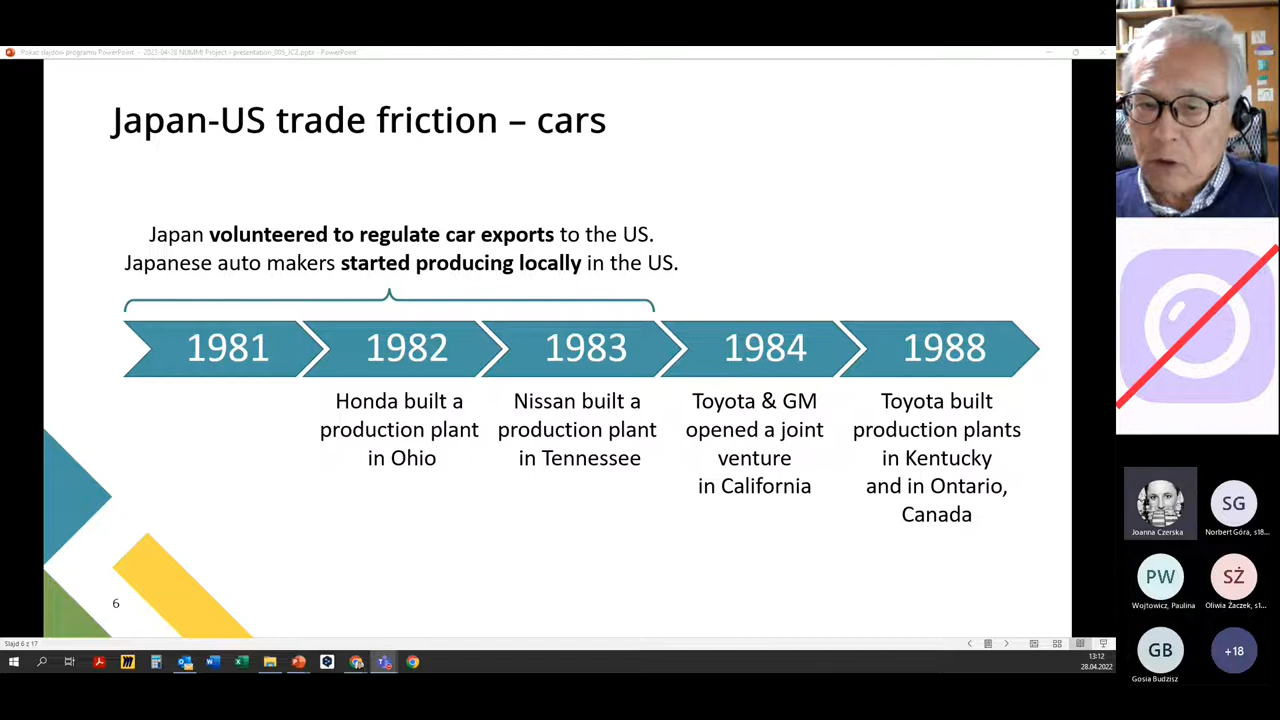 Pokaz slajdów programu PowerPoint - 2023-04-28 NUMMI Project - presentation_005_JCZ.pptx - PowerPoint
Japan-US trade friction – cars
Japan volunteered to regulate car exports to the US.
Japanese auto makers started producing locally in the US.
1981
1982
1983
1984
1988
Honda built a
production plant
in Ohio
Nissan built a
production plant
in Tennessee
Toyota & GM
opened a joint
venture
in California
Toyota built
production plants
in Kentucky
and in Ontario,
Canada
6
Slajd 6 z 17
13:12
28.04.2022
Joanna Czerska
SG
Norbert Góra, s18...
PW
Wojtowicz, Paulina
SŻ
Oliwia Żaczek, s1...
GB
Gosia Budzisz
+18